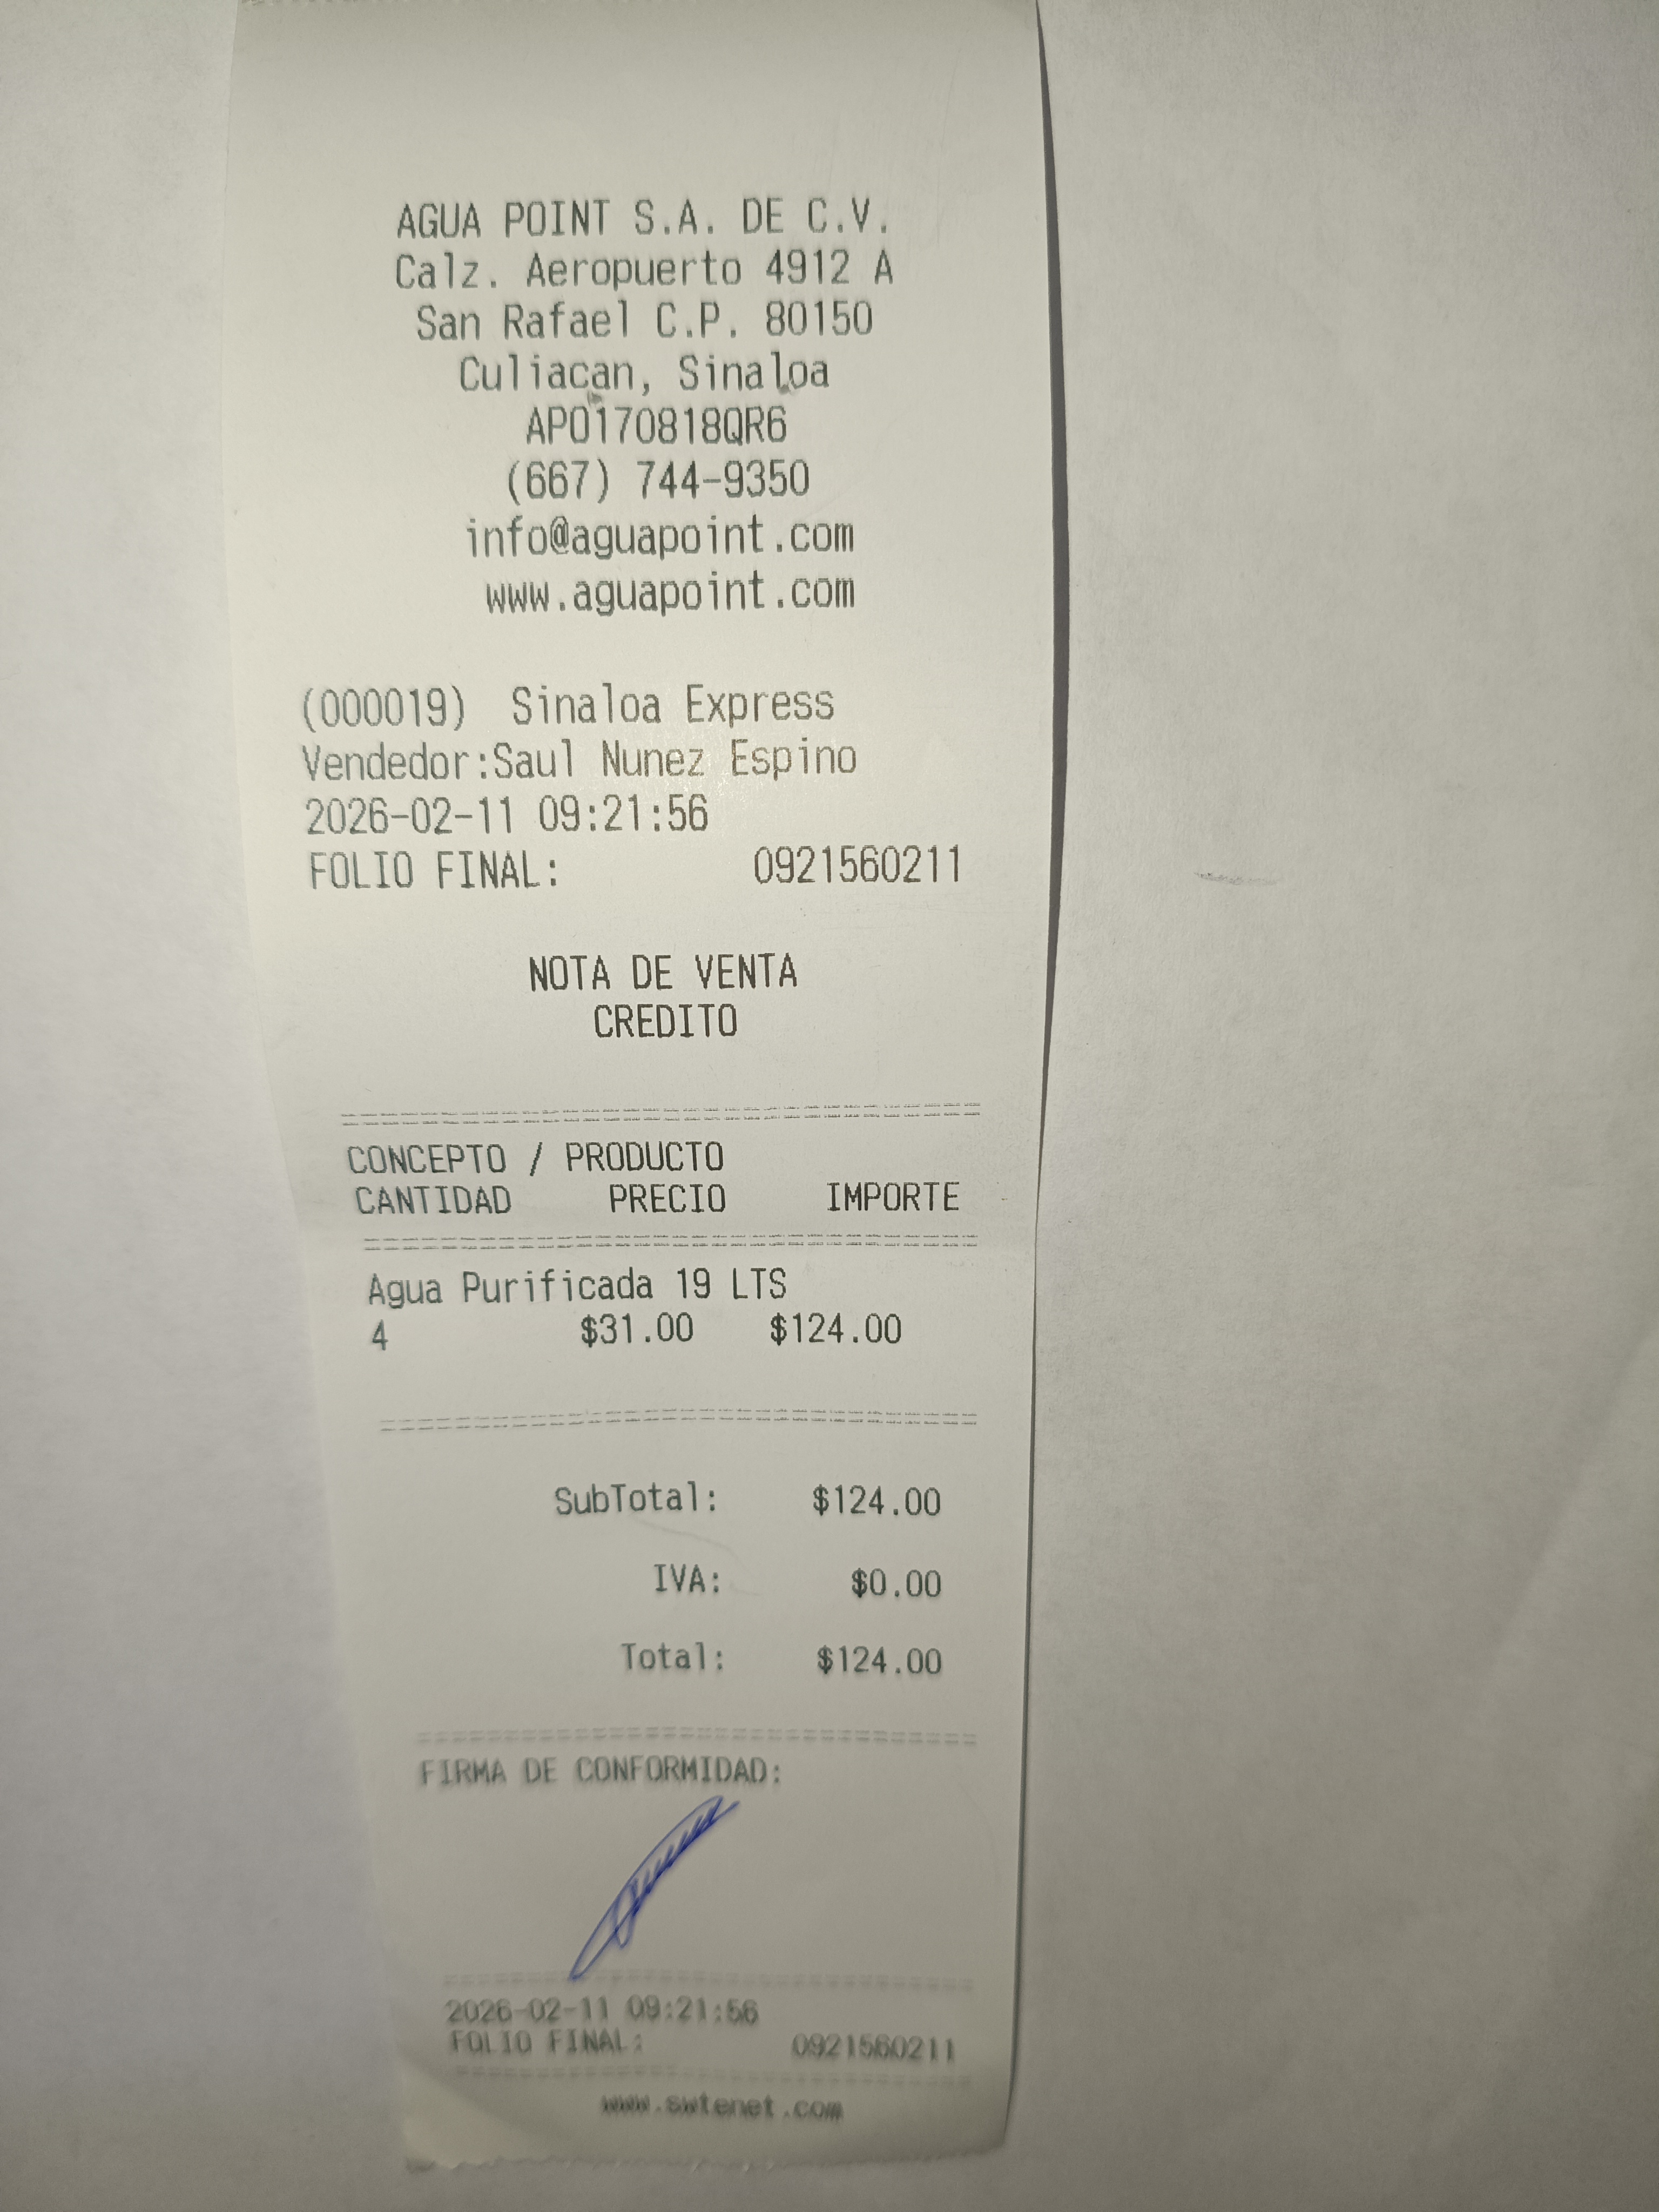 AGUA POINT S.A. DE C.V.
Calz. Aeropuerto 4912 A
San Rafael C.P. 80150
Culiacan, Sinaloa
APO170818QR6
(667) 744-9350
info@aguapoint.com
www.aguapoint.com
(000019) Sinaloa Express
Vendedor:Saul Nunez Espino
2026-02-11 09:21:56
FOLIO FINAL: 0921560211
NOTA DE VENTA
CREDITO
CONCEPTO / PRODUCTO
CANTIDAD PRECIO IMPORTE
Agua Purificada 19 LTS
4 $31.00 $124.00
SubTotal: $124.00
IVA: $0.00
Total: $124.00
FIRMA DE CONFORMIDAD:
2026-02-11 09:21:56
FOLIO FINAL: 0921560211
www.swtenet.com